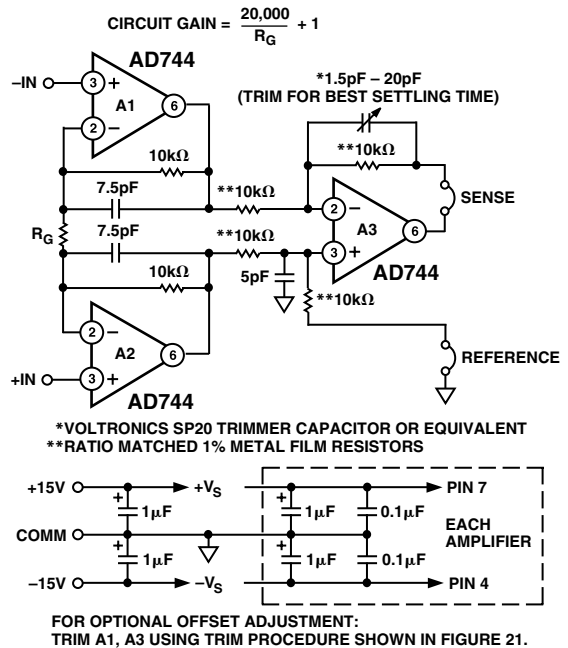 CIRCUIT GAIN = 20,000 / RG + 1
AD744
–IN
3
+
A1
6
2
–
10kΩ
7.5pF
7.5pF
RG
10kΩ
2
–
A2
6
+IN
3
+
AD744
*1.5pF – 20pF
(TRIM FOR BEST SETTLING TIME)
**10kΩ
**10kΩ
**10kΩ
5pF
**10kΩ
2
–
A3
6
3
+
AD744
SENSE
REFERENCE
*VOLTRONICS SP20 TRIMMER CAPACITOR OR EQUIVALENT
**RATIO MATCHED 1% METAL FILM RESISTORS
+15V
+VS
PIN 7
+
1μF
+
1μF
0.1μF
COMM
EACH
AMPLIFIER
+
1μF
+
1μF
0.1μF
–15V
–VS
PIN 4
FOR OPTIONAL OFFSET ADJUSTMENT:
TRIM A1, A3 USING TRIM PROCEDURE SHOWN IN FIGURE 21.